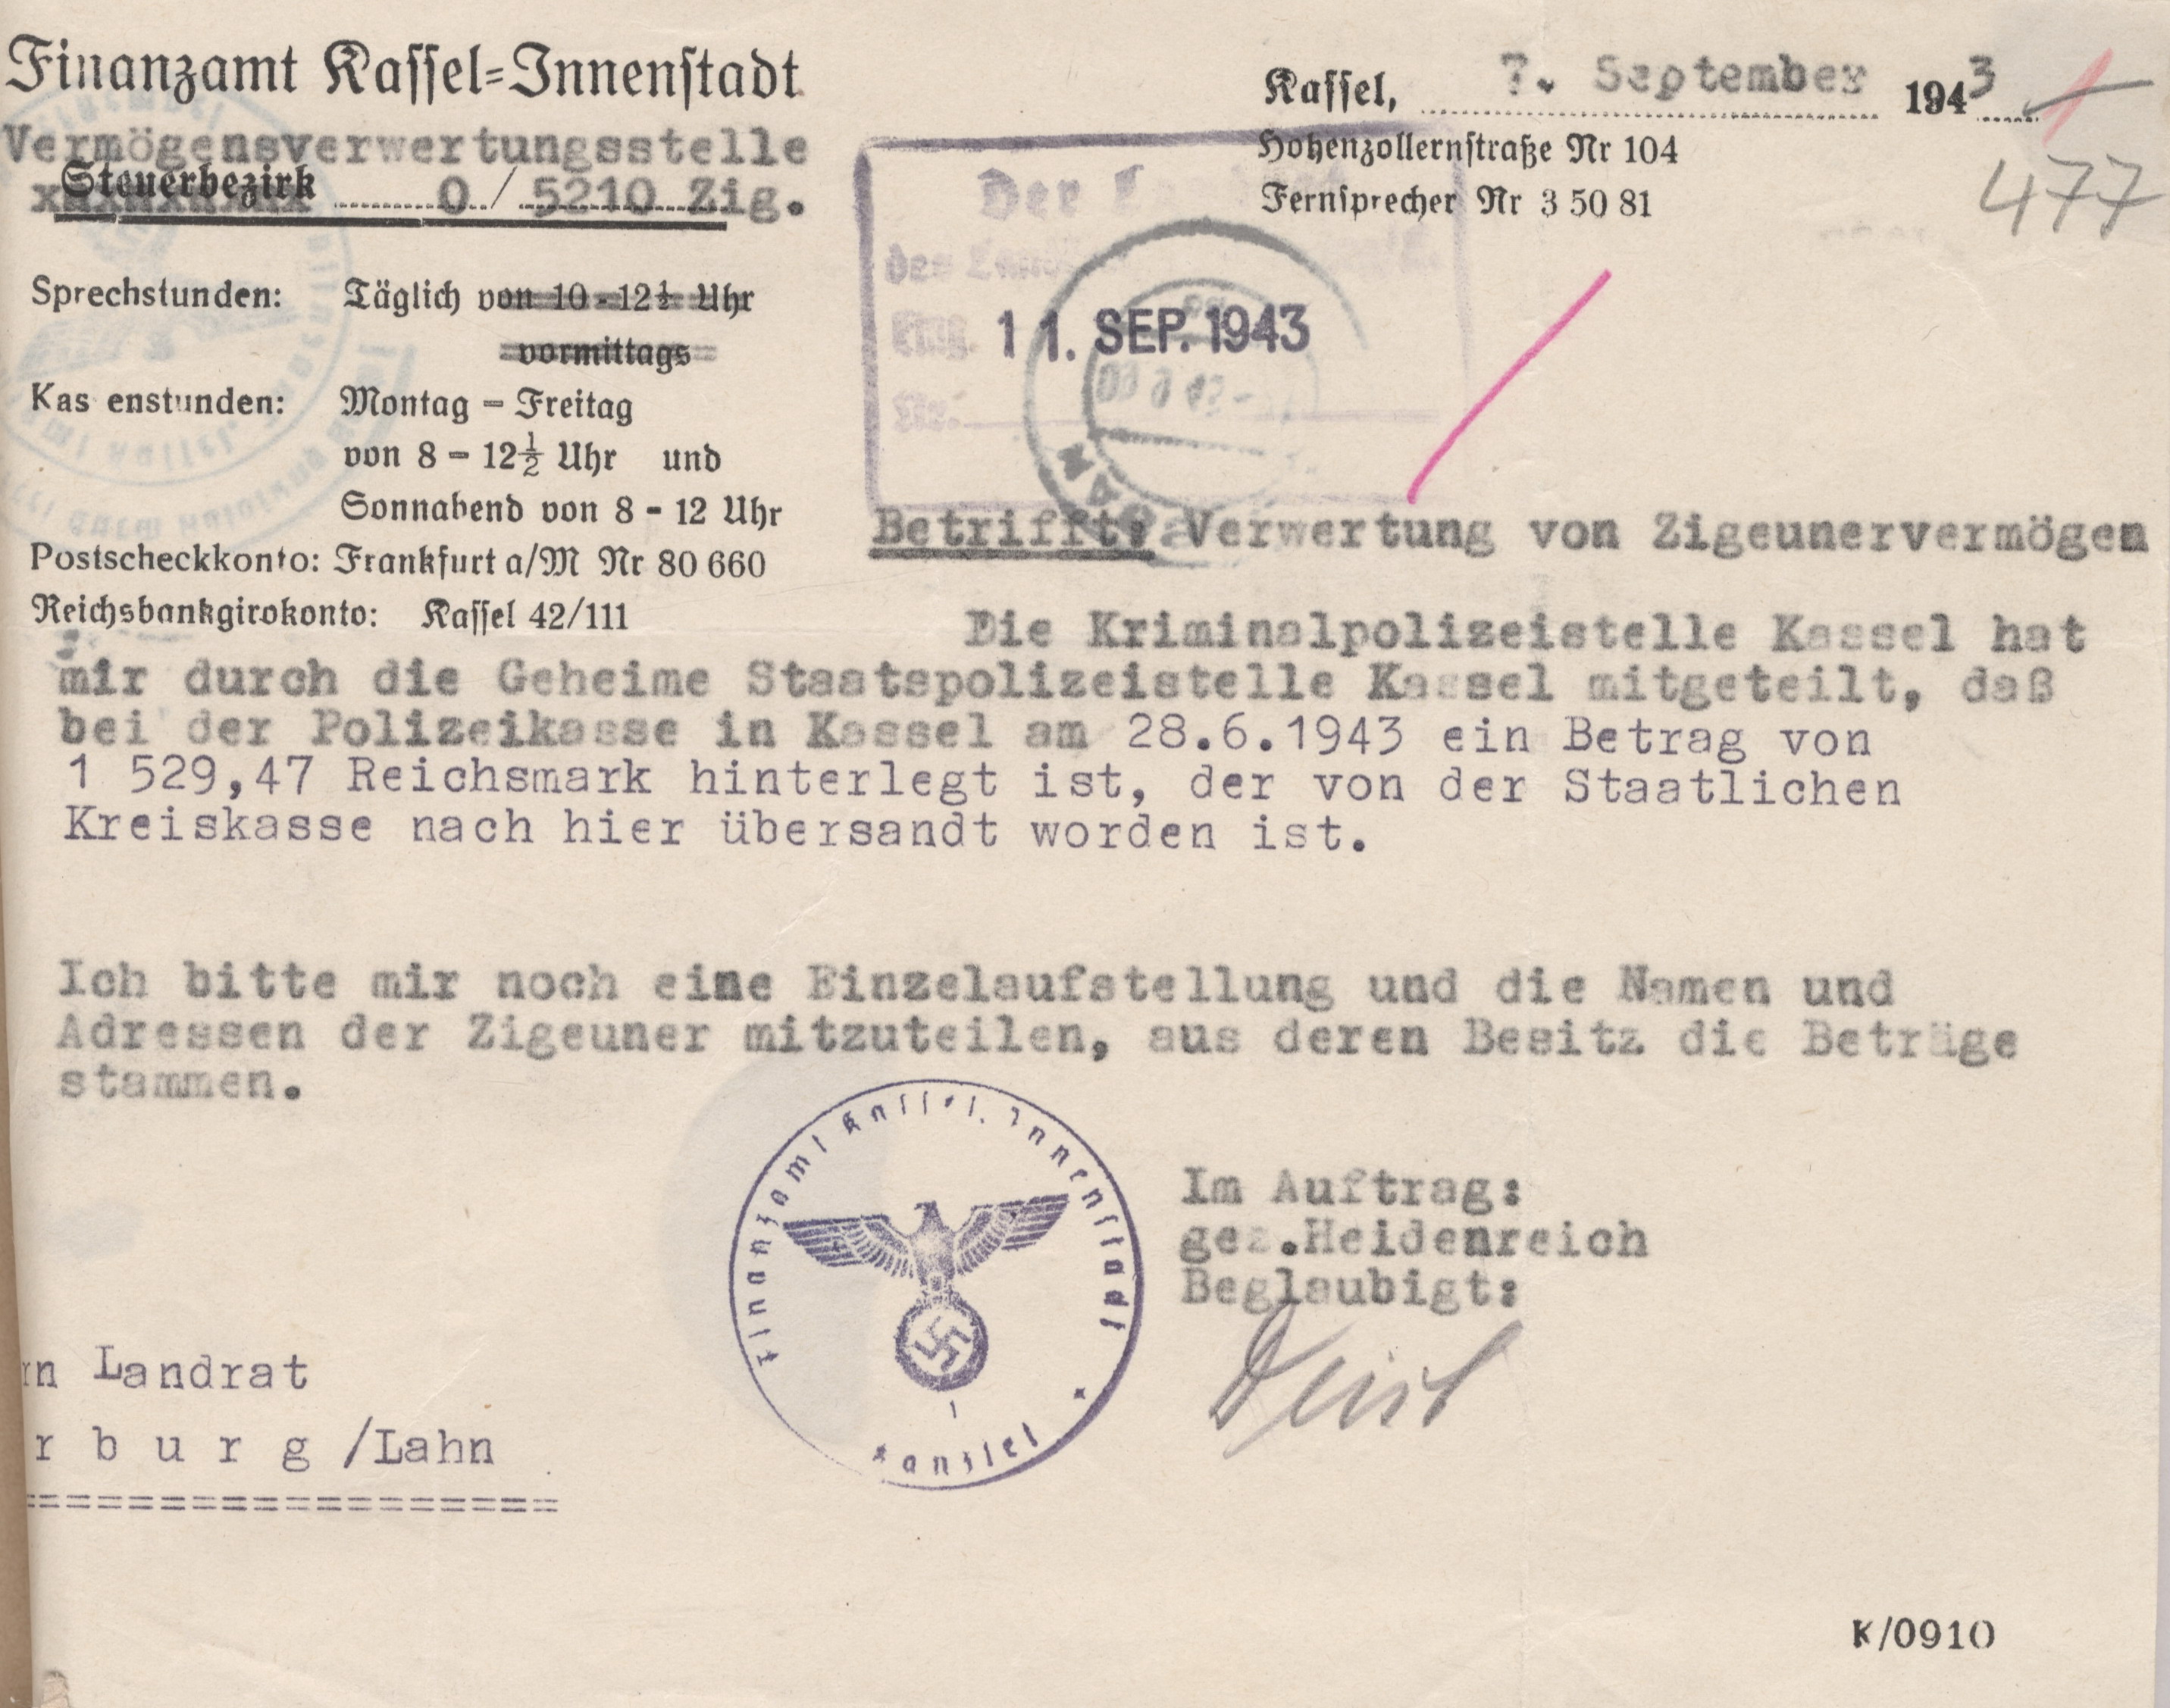 Finanzamt Kassel-Innenstadt
Vermögensverwertungsstelle
Steuerbezirk 0 / 5210 Zig.
Kassel, 7. September 1943
Hohenzollernstraße Nr 104
Fernsprecher Nr 3 50 81
477
Sprechstunden: Täglich von 10 - 12½ Uhr
vormittags
Kas enstunden: Montag - Freitag
von 8 - 12½ Uhr und
Sonnabend von 8 - 12 Uhr
Postscheckkonto: Frankfurt a/M Nr 80 660
Reichsbankgirokonto: Kassel 42/111
Der
des
Eing. 11. SEP. 1943
Nr.
Betrifft: Verwertung von Zigeunervermögen
Die Kriminalpolizeistelle Kassel hat
mir durch die Geheime Staatspolizeistelle Kassel mitgeteilt, daß
bei der Polizeikasse in Kassel am 28.6.1943 ein Betrag von
1 529,47 Reichsmark hinterlegt ist, der von der Staatlichen
Kreiskasse nach hier übersandt worden ist.
Ich bitte mir noch eine Einzelaufstellung und die Namen und
Adressen der Zigeuner mitzuteilen, aus deren Besitz die Beträge
stammen.
Im Auftrag:
gez.Heidenreich
Beglaubigt:
Finanzamt Kassel-Innenstadt
1
Kanzlei
rn Landrat
r b u r g /Lahn
====================
K/0910